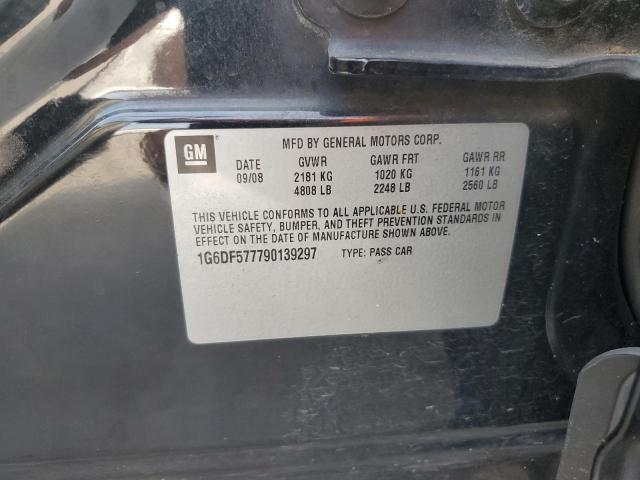 GM
MFD BY GENERAL MOTORS CORP.
DATE GVWR GAWR FRT GAWR RR
09/08 2181 KG 1020 KG 1161 KG
4808 LB 2248 LB 2560 LB
THIS VEHICLE CONFORMS TO ALL APPLICABLE U.S. FEDERAL MOTOR
VEHICLE SAFETY, BUMPER, AND THEFT PREVENTION STANDARDS IN
EFFECT ON THE DATE OF MANUFACTURE SHOWN ABOVE.
1G6DF577790139297 TYPE: PASS CAR